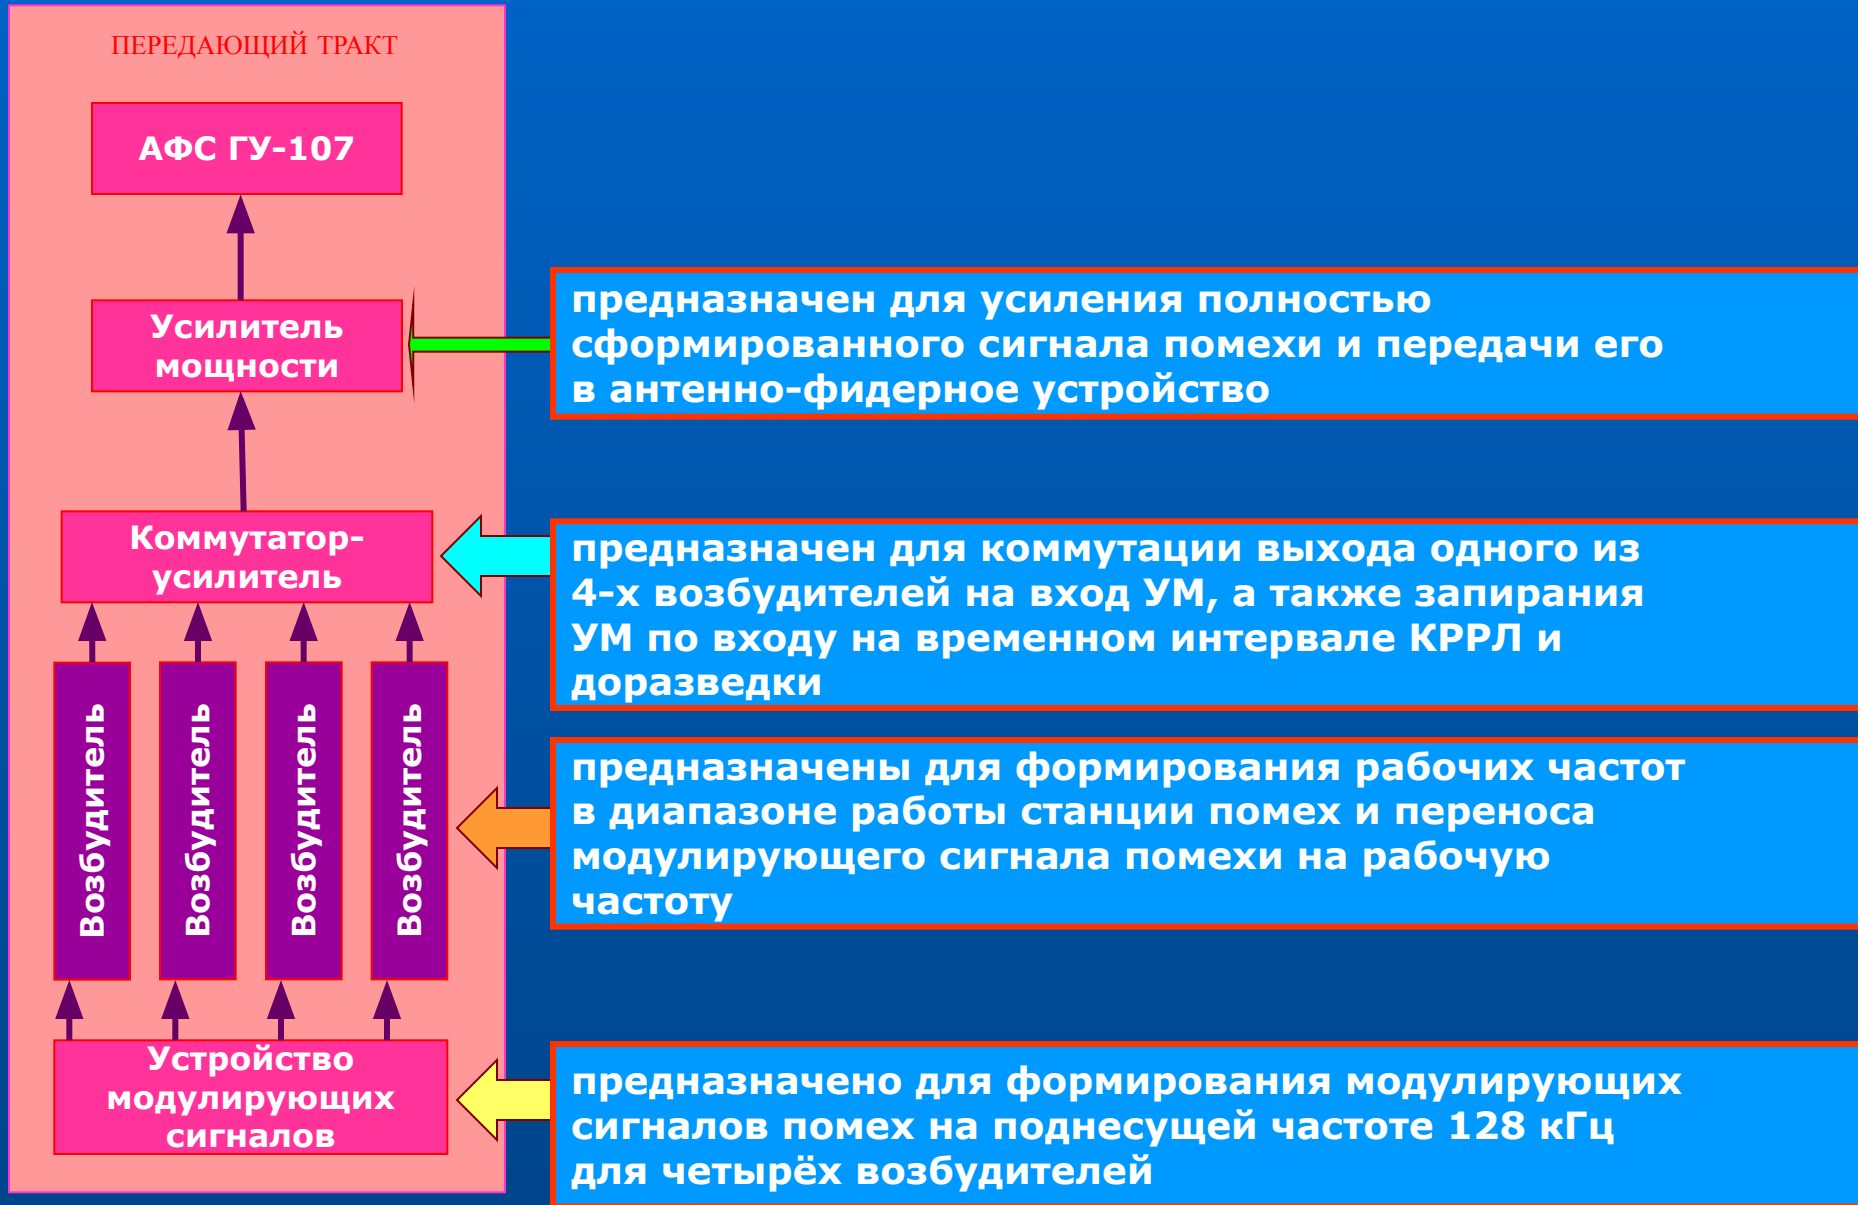 ПЕРЕДАЮЩИЙ ТРАКТ
АФС ГУ-107
Усилитель
мощности
предназначен для усиления полностью
сформированного сигнала помехи и передачи его
в антенно-фидерное устройство
Коммутатор-
усилитель
предназначен для коммутации выхода одного из
4-х возбудителей на вход УМ, а также запирания
УМ по входу на временном интервале КРРЛ и
доразведки
Возбудитель
Возбудитель
Возбудитель
Возбудитель
предназначены для формирования рабочих частот
в диапазоне работы станции помех и переноса
модулирующего сигнала помехи на рабочую
частоту
Устройство
модулирующих
сигналов
предназначено для формирования модулирующих
сигналов помех на поднесущей частоте 128 кГц
для четырёх возбудителей